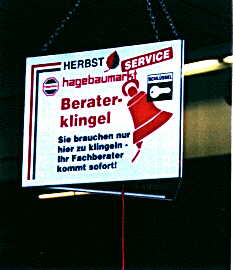 HERBST SERVICE
hagebaumarkt
SCHLÜSSEL
Berater-
klingel
Sie brauchen nur
hier zu klingeln -
Ihr Fachberater
kommt sofort!